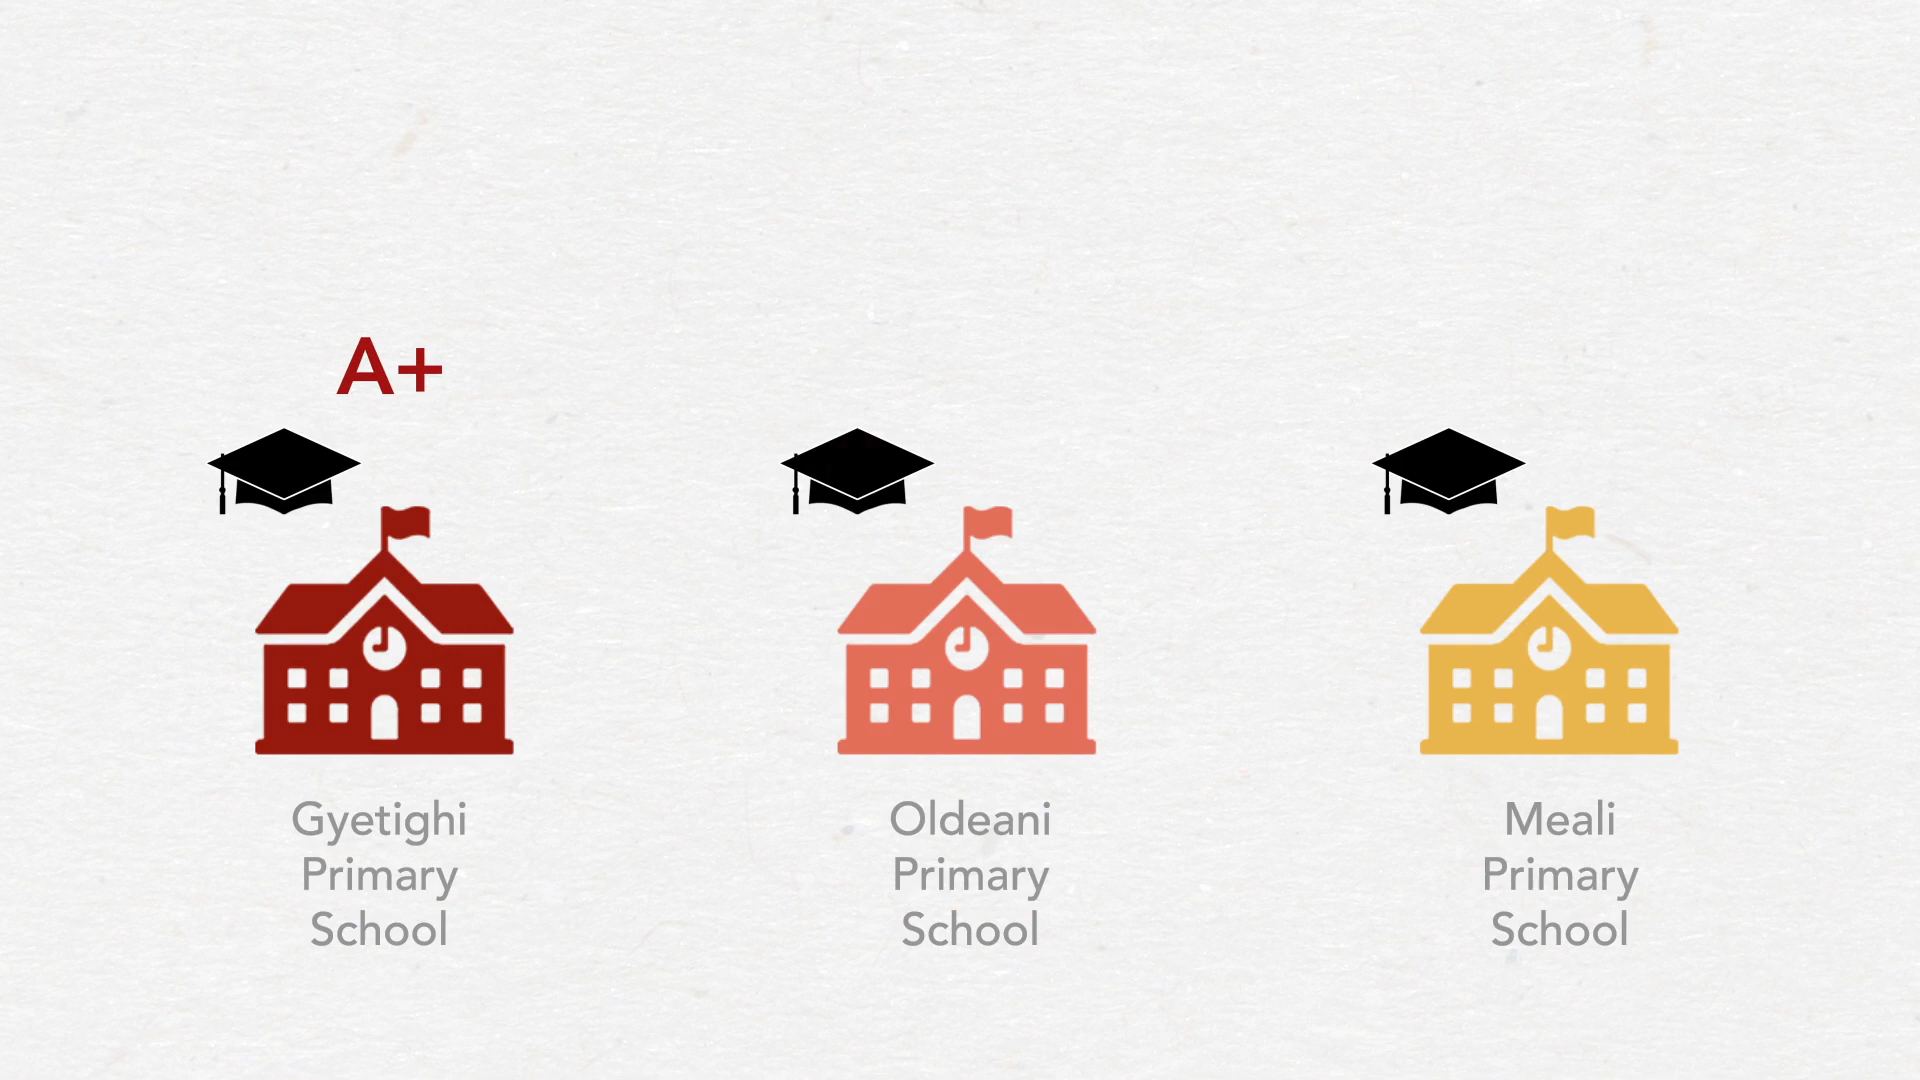 A+
Gyetighi
Primary
School
Oldeani
Primary
School
Meali
Primary
School